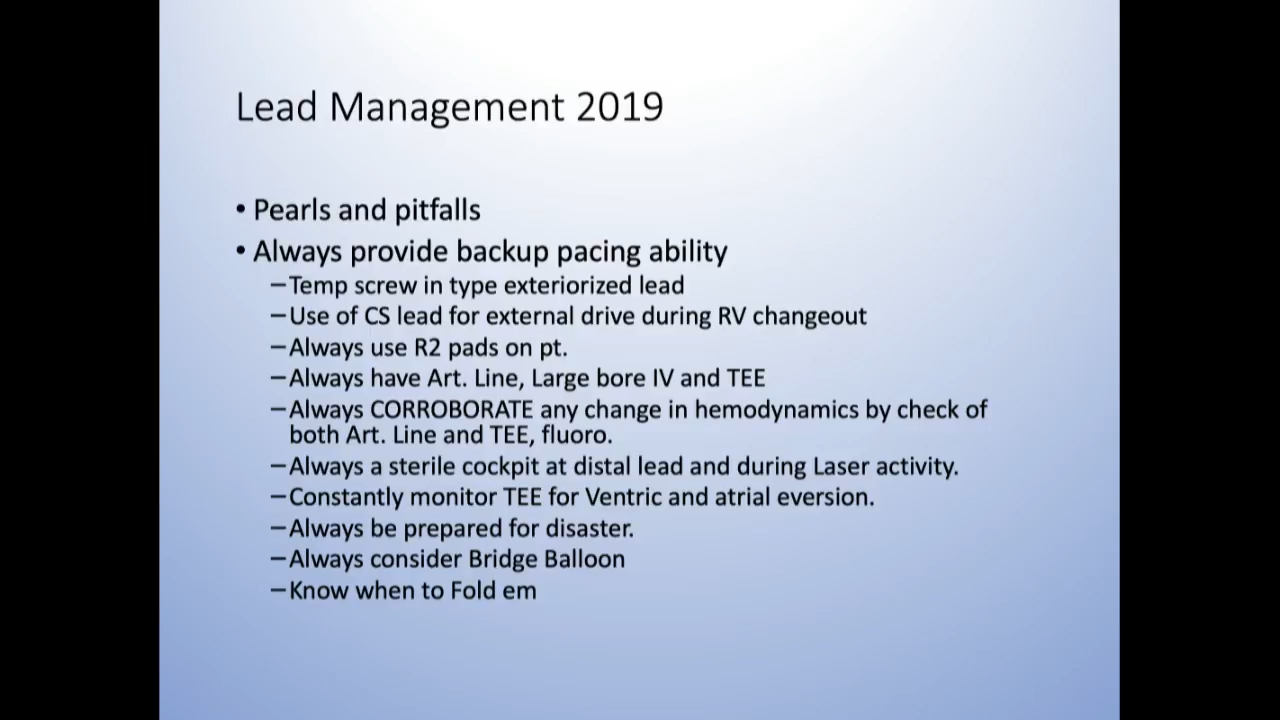 Lead Management 2019
• Pearls and pitfalls
• Always provide backup pacing ability
–Temp screw in type exteriorized lead
–Use of CS lead for external drive during RV changeout
–Always use R2 pads on pt.
–Always have Art. Line, Large bore IV and TEE
–Always CORROBORATE any change in hemodynamics by check of
both Art. Line and TEE, fluoro.
–Always a sterile cockpit at distal lead and during Laser activity.
–Constantly monitor TEE for Ventric and atrial eversion.
–Always be prepared for disaster.
–Always consider Bridge Balloon
–Know when to Fold em